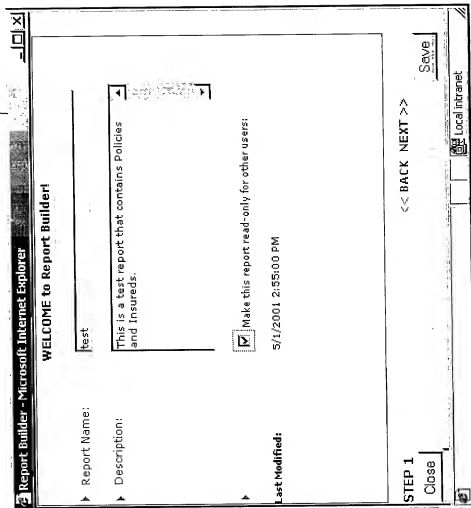 Report Builder - Microsoft Internet Explorer
WELCOME to Report Builder!
Report Name:
test
Description:
This is a test report that contains Policies
and Insureds.
Make this report read-only for other users:
Last Modified:
5/1/2001 2:55:00 PM
STEP 1
<< BACK NEXT >>
Close
Save
Local intranet